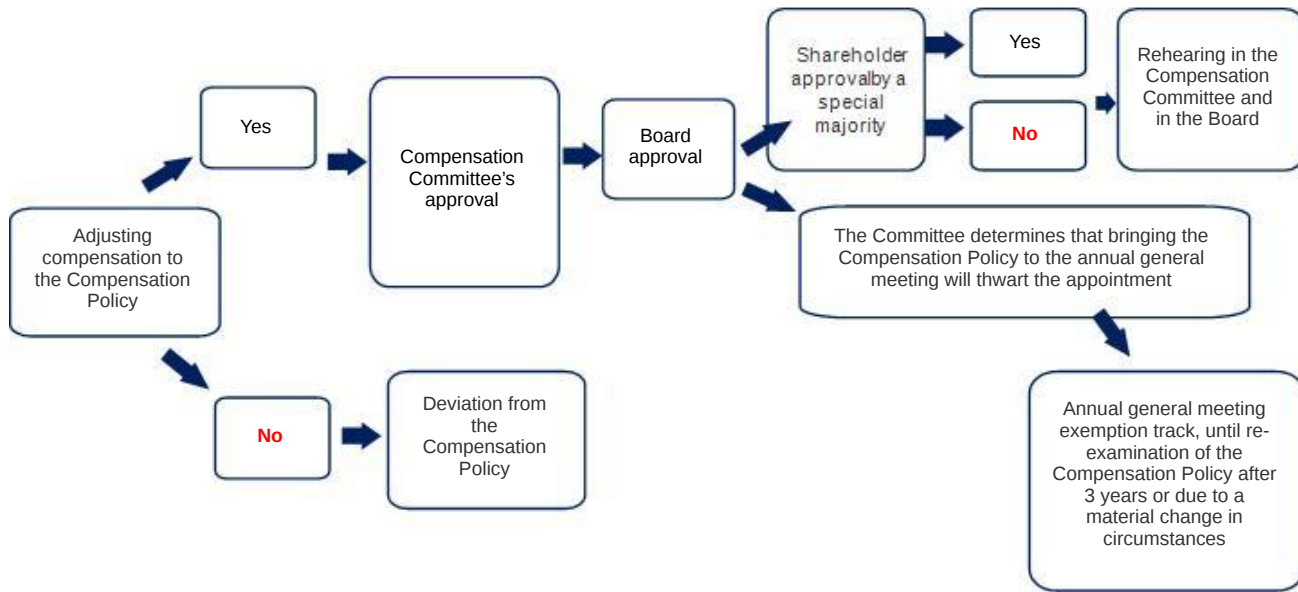 Adjusting
compensation to
the Compensation
Policy
Yes
No
Compensation
Committee’s
approval
Deviation from
the
Compensation
Policy
Board
approval
Shareholder
approvalby a
special
majority
Yes
No
Rehearing in the
Compensation
Committee and
in the Board
The Committee determines that bringing the
Compensation Policy to the annual general
meeting will thwart the appointment
Annual general meeting
exemption track, until re-
examination of the
Compensation Policy after
3 years or due to a
material change in
circumstances